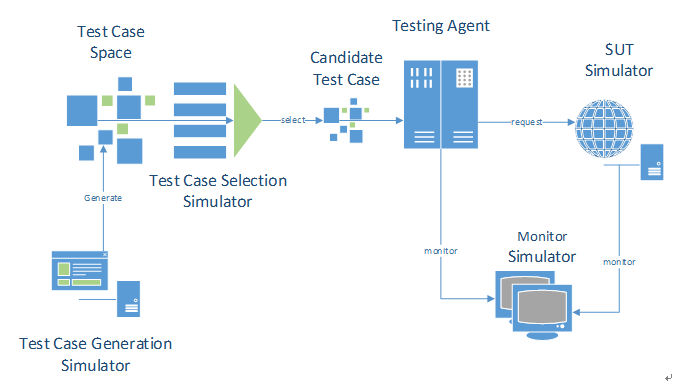 Test Case
Space
Candidate
Test Case
Testing Agent
SUT
Simulator
select
request
Test Case Selection
Simulator
Generate
monitor
Monitor
Simulator
monitor
Test Case Generation
Simulator